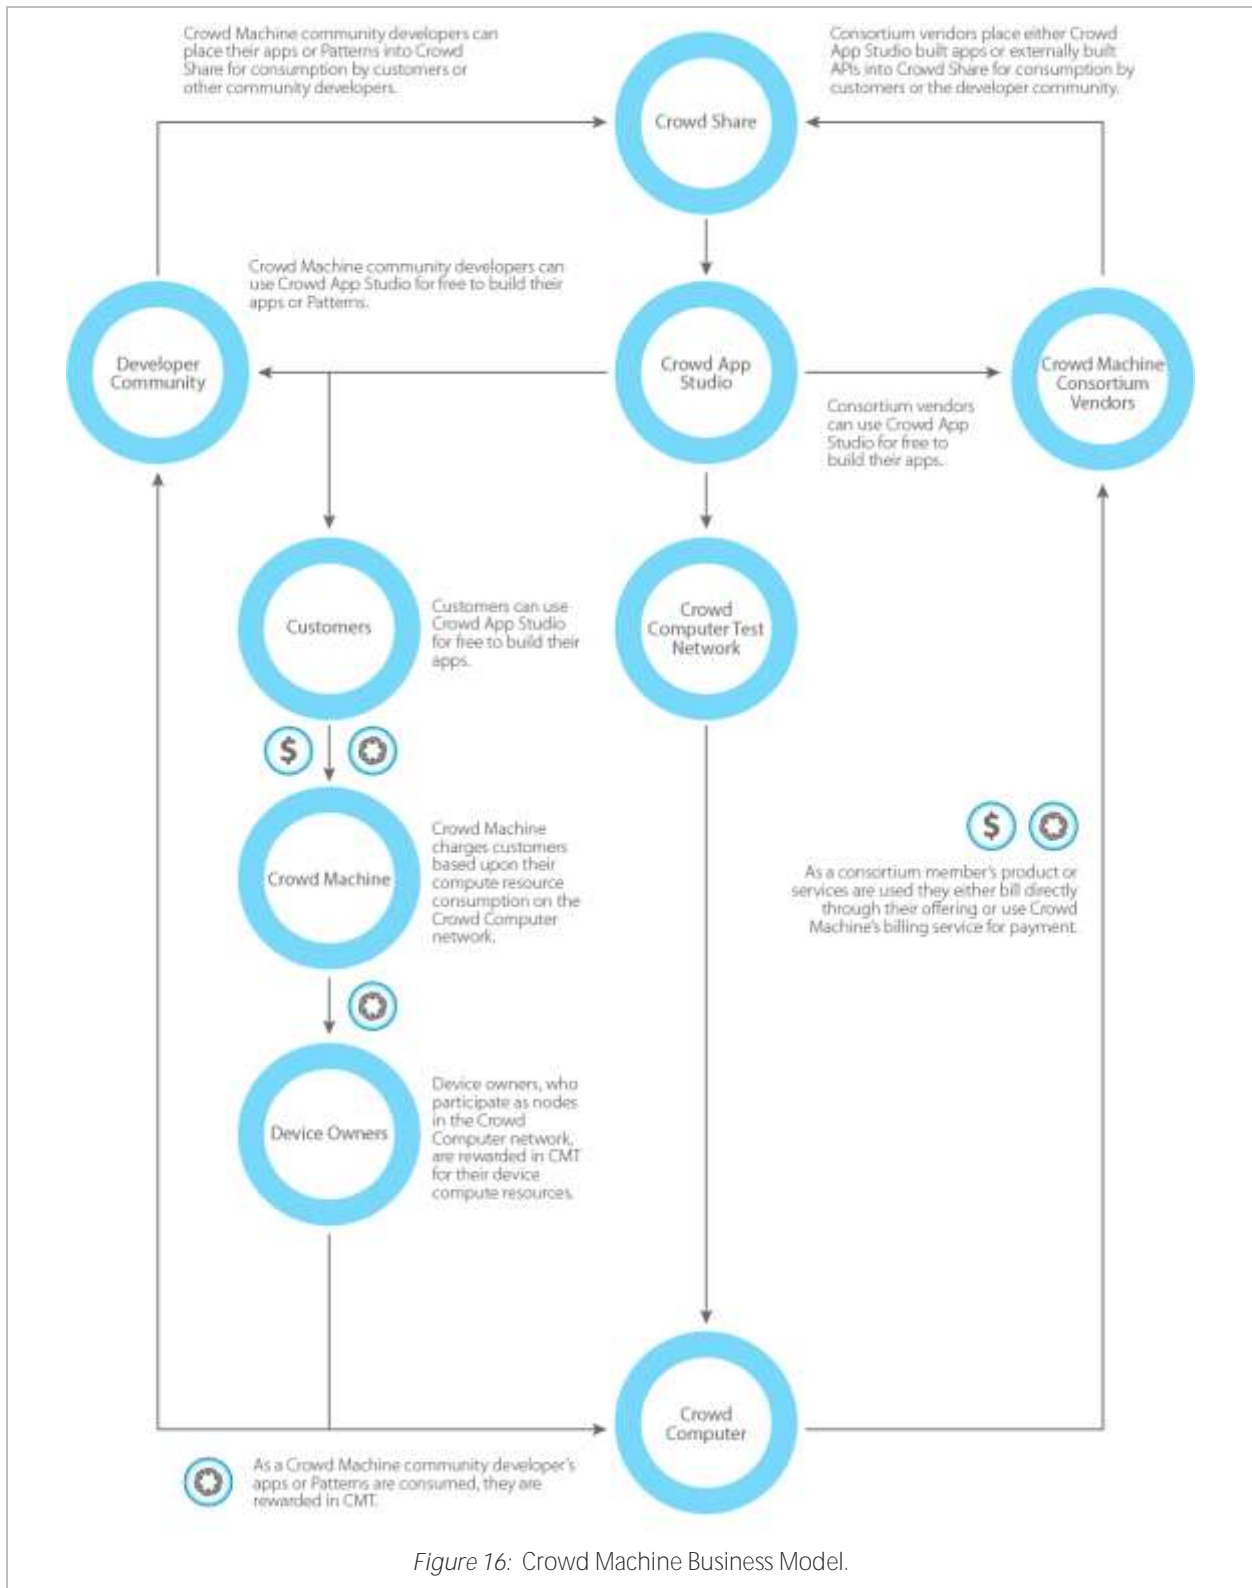 Crowd Machine community developers can
place their apps or Patterns into Crowd
Share for consumption by customers or
other community developers.
Consortium vendors place either Crowd
App Studio built apps or externally built
APIs into Crowd Share for consumption by
customers or the developer community.
Crowd Share
Crowd Machine community developers can
use Crowd App Studio for free to build their
apps or Patterns.
Developer
Community
Crowd App
Studio
Crowd Machine
Consortium
Vendors
Consortium vendors
can use Crowd App
Studio for free to
build their apps.
Customers
Customers can use
Crowd App Studio
for free to build their
apps.
Crowd
Computer Test
Network
$
Crowd Machine
Crowd Machine
charges customers
based upon their
compute resource
consumption on the
Crowd Computer
network.
$
As a consortium member's product or
services are used they either bill directly
through their offering or use Crowd
Machine's billing service for payment.
Device Owners
Device owners, who
participate as nodes
in the Crowd
Computer network,
are rewarded in CMT
for their device
compute resources.
Crowd
Computer
As a Crowd Machine community developer's
apps or Patterns are consumed, they are
rewarded in CMT.
Figure 16: Crowd Machine Business Model.